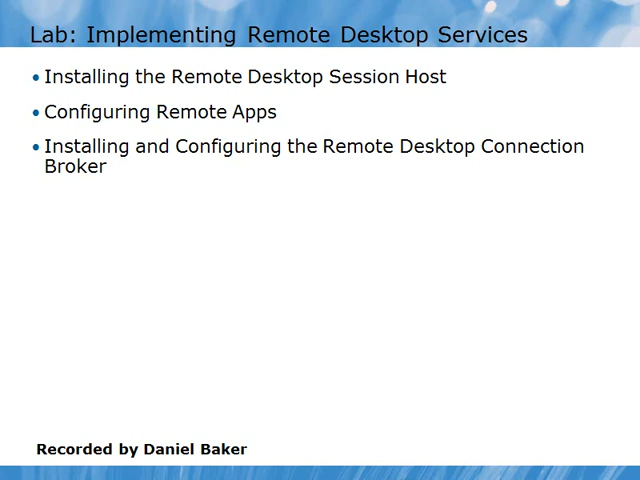 Lab: Implementing Remote Desktop Services
• Installing the Remote Desktop Session Host
• Configuring Remote Apps
• Installing and Configuring the Remote Desktop Connection
Broker
Recorded by Daniel Baker